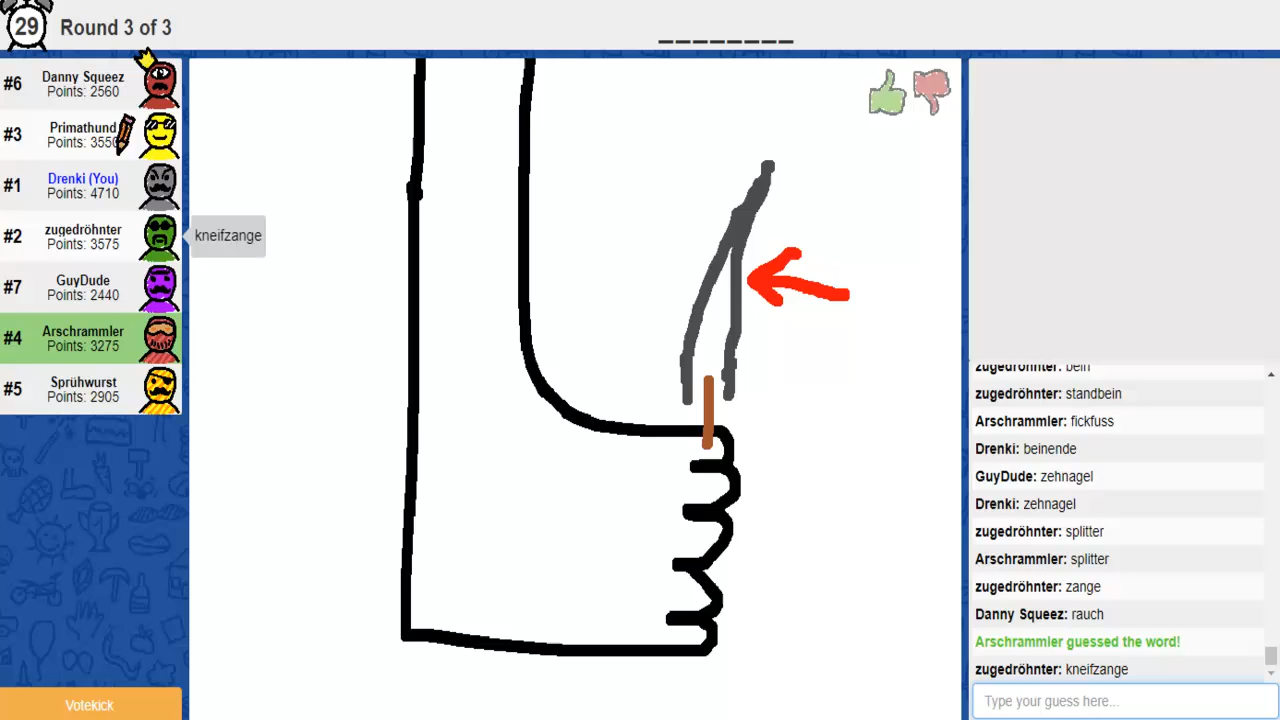 29
Round 3 of 3
________
#6
Danny Squeez
Points: 2560
#3
Primathund
Points: 3550
#1
Drenki (You)
Points: 4710
#2
zugedröhnter
Points: 3575
kneifzange
#7
GuyDude
Points: 2440
#4
Arschrammler
Points: 3275
#5
Sprühwurst
Points: 2905
Votekick
zugedröhnter: bein
zugedröhnter: standbein
Arschrammler: fickfuss
Drenki: beinende
GuyDude: zehnagel
Drenki: zehnagel
zugedröhnter: splitter
Arschrammler: splitter
zugedröhnter: zange
Danny Squeez: rauch
Arschrammler guessed the word!
zugedröhnter: kneifzange
Type your guess here...